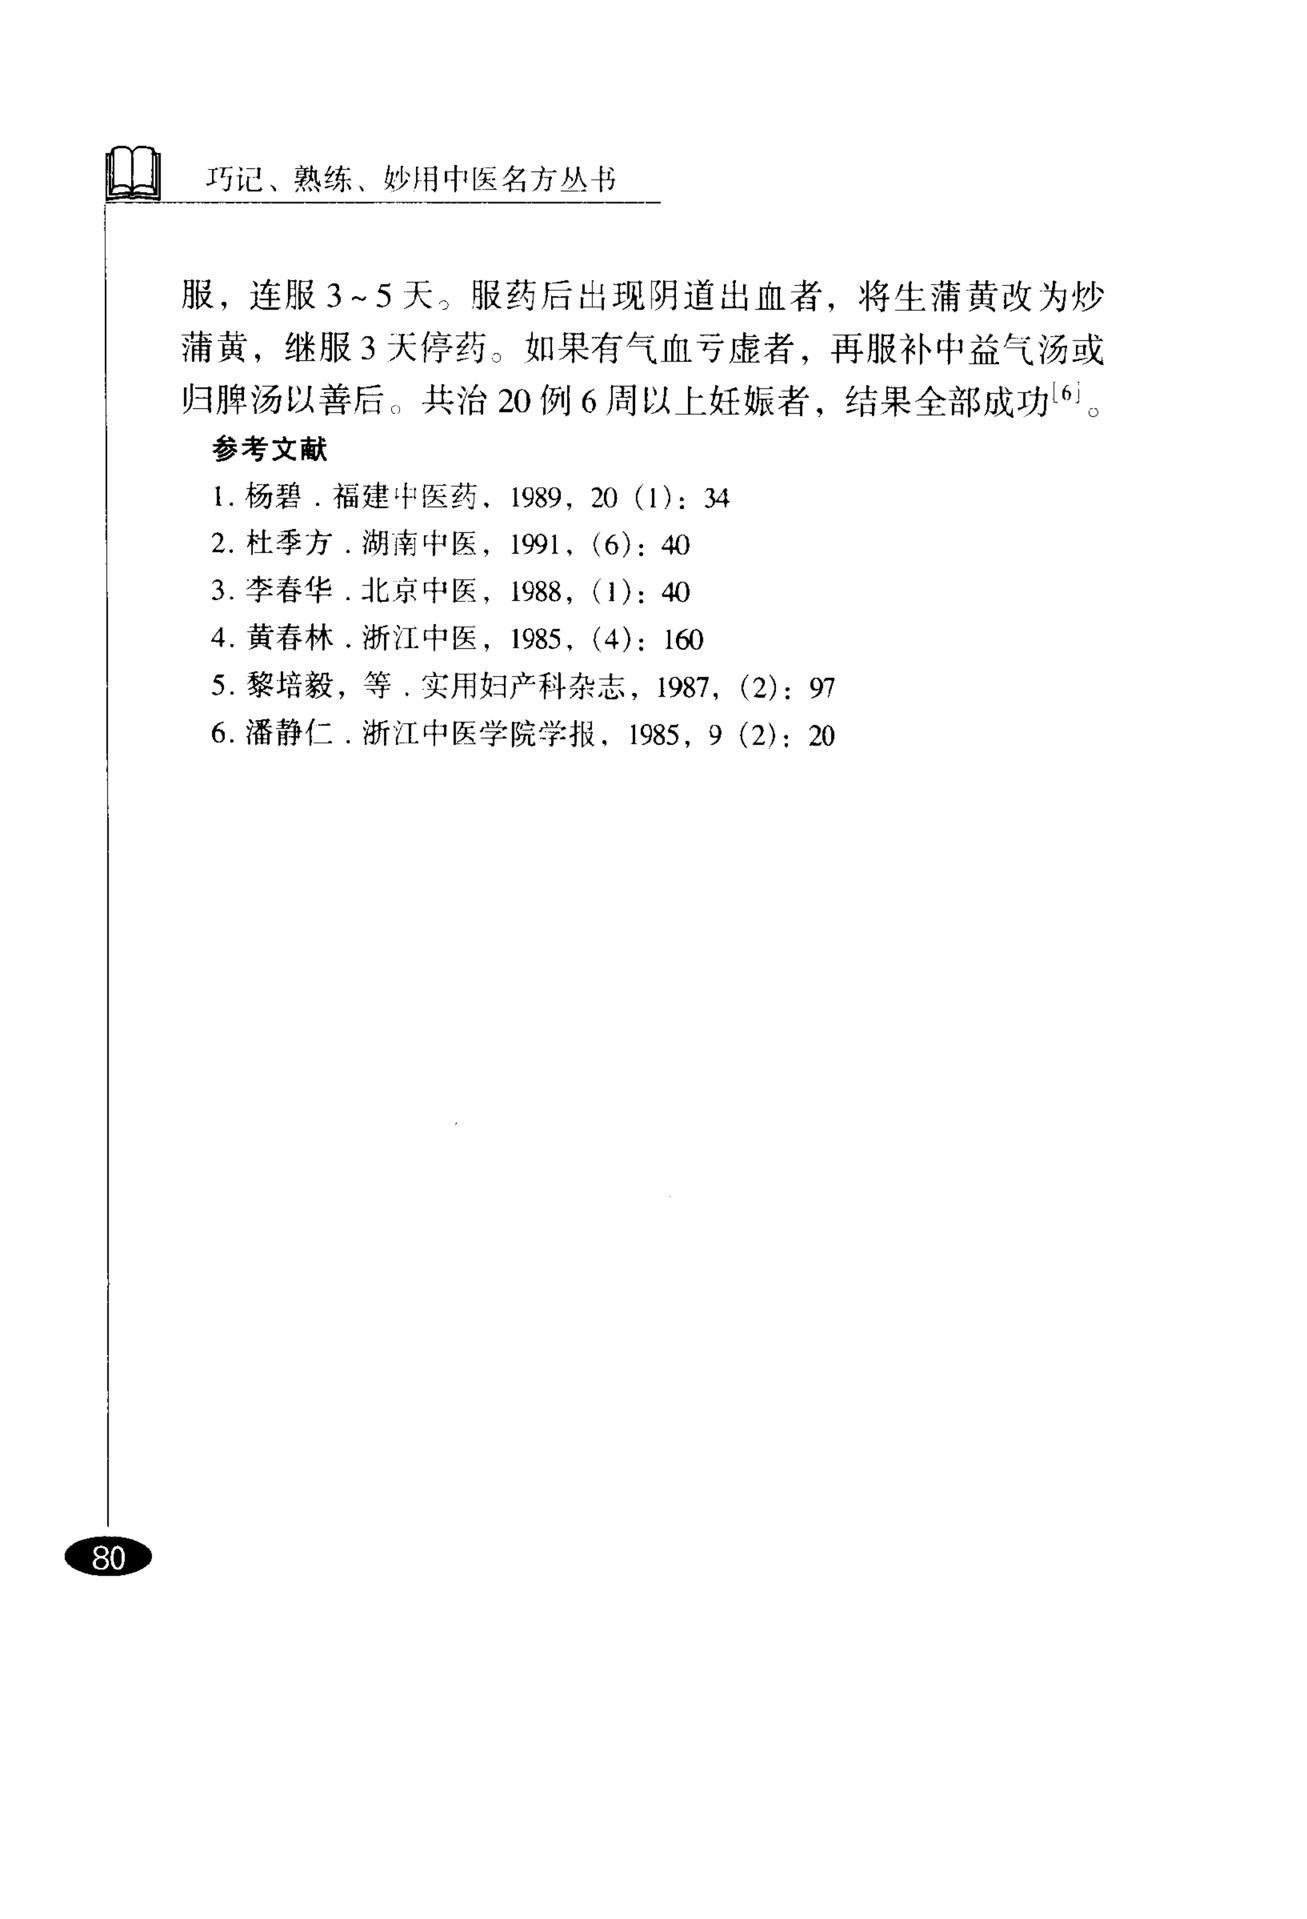 巧记、熟练、妙用中医名方丛书
服，连服 3～5 天。服药后出现阴道出血者，将生蒲黄改为炒
蒲黄，继服 3 天停药。如果有气血亏虚者，再服补中益气汤或
归脾汤以善后。共治 20 例 6 周以上妊娠者，结果全部成功[6]。
参考文献
1. 杨碧．福建中医药，1989，20（1）：34
2. 杜季方．湖南中医，1991，（6）：40
3. 李春华．北京中医，1988，（1）：40
4. 黄春林．浙江中医，1985，（4）：160
5. 黎培毅，等．实用妇产科杂志，1987，（2）：97
6. 潘静仁．浙江中医学院学报，1985，9（2）：20
80